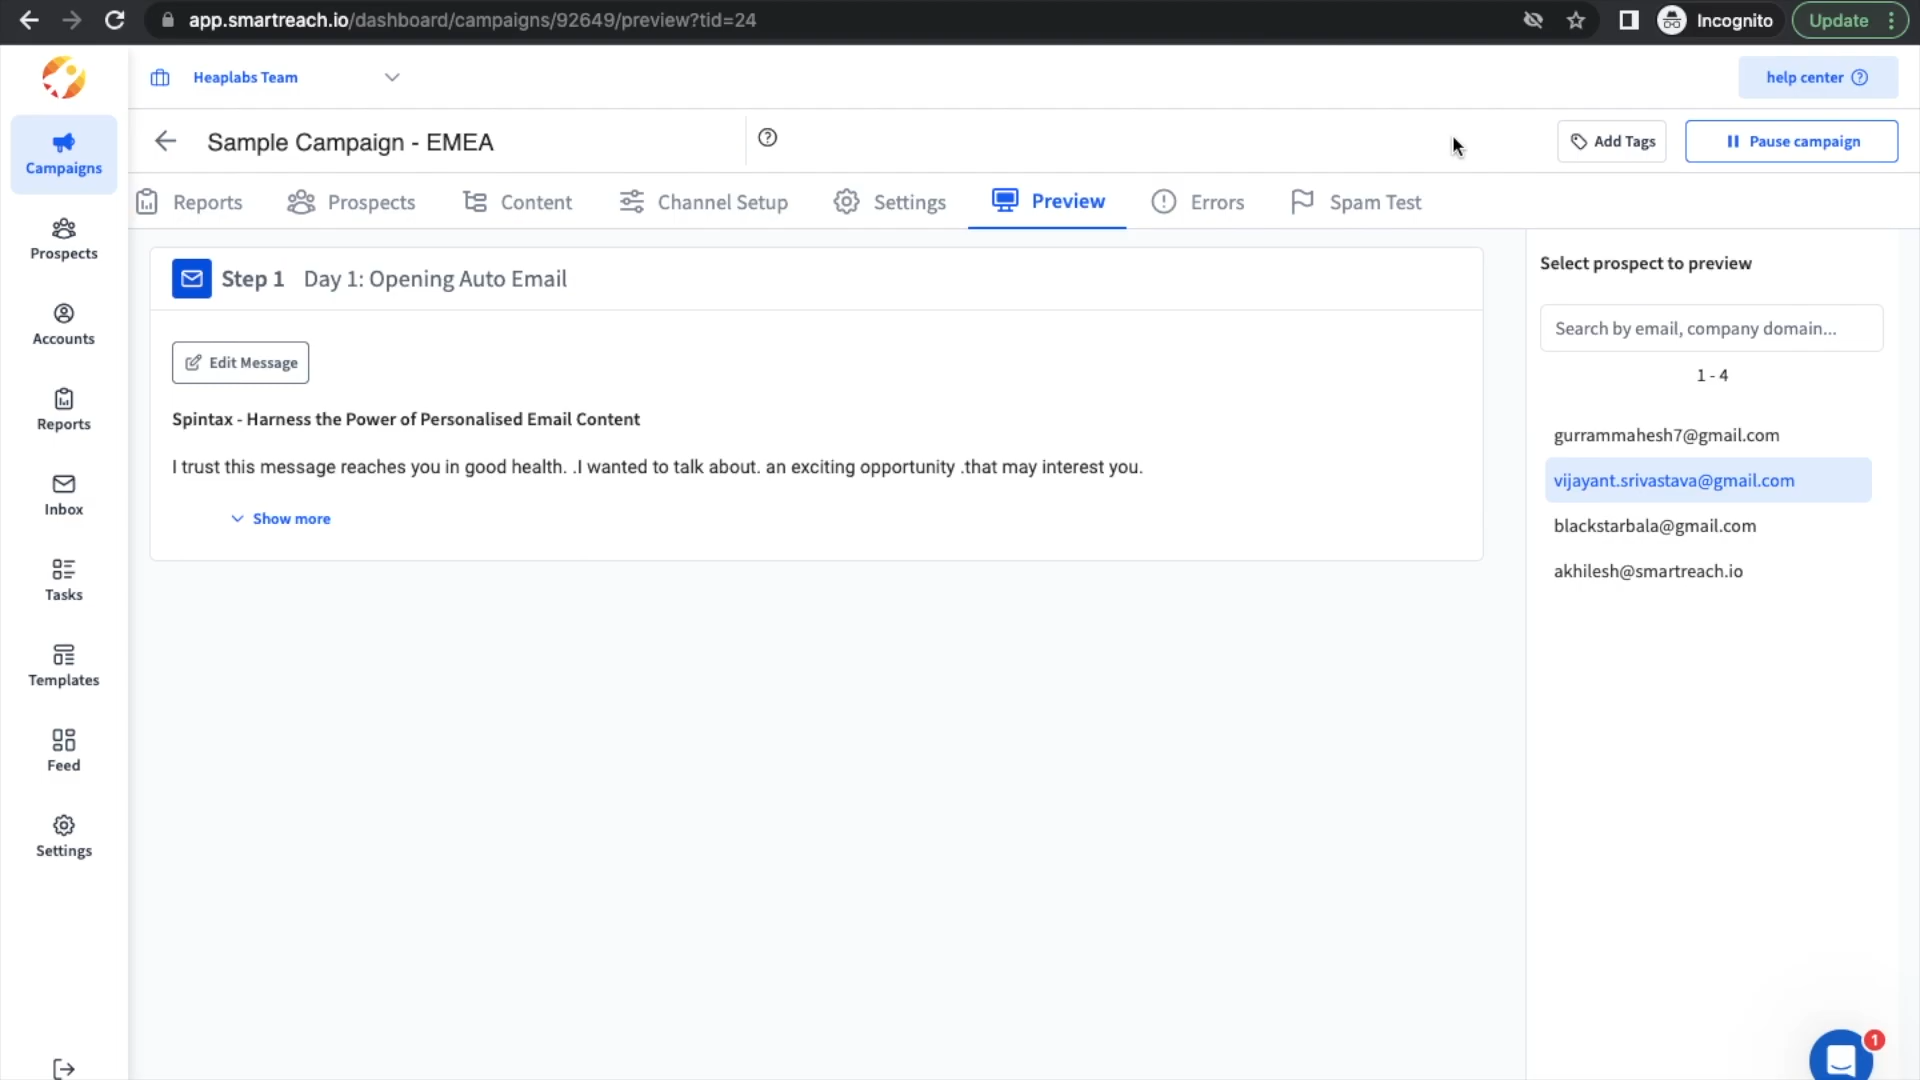 app.smartreach.io/dashboard/campaigns/92649/preview?tid=24
Incognito
Update
Heaplabs Team
help center
Sample Campaign - EMEA
Add Tags
Pause campaign
Campaigns
Reports
Prospects
Content
Channel Setup
Settings
Preview
Errors
Spam Test
Prospects
Accounts
Reports
Inbox
Tasks
Templates
Feed
Settings
Step 1 Day 1: Opening Auto Email
Edit Message
Spintax - Harness the Power of Personalised Email Content
I trust this message reaches you in good health. .I wanted to talk about. an exciting opportunity .that may interest you.
Show more
Select prospect to preview
Search by email, company domain...
1 - 4
gurrammahesh7@gmail.com
vijayant.srivastava@gmail.com
blackstarbala@gmail.com
akhilesh@smartreach.io
1